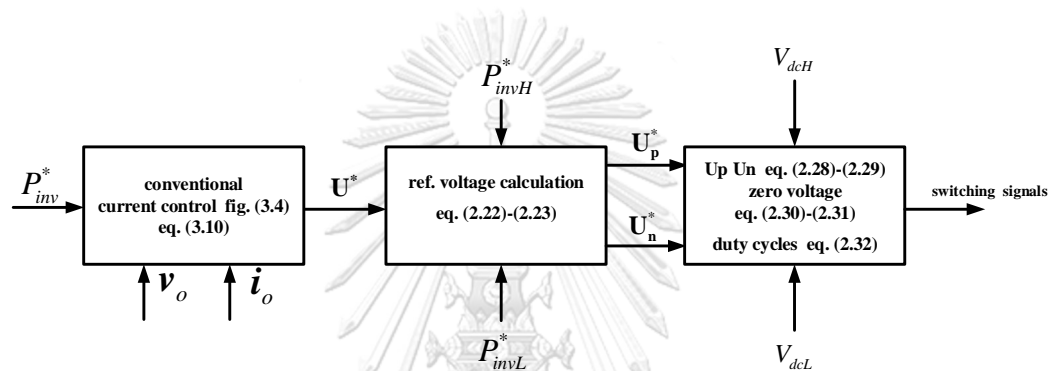 P*inv
conventional
current control fig. (3.4)
eq. (3.10)
vo
io
U*
P*invH
ref. voltage calculation
eq. (2.22)-(2.23)
P*invL
U*p
U*n
VdcH
Up Un eq. (2.28)-(2.29)
zero voltage
eq. (2.30)-(2.31)
duty cycles eq. (2.32)
VdcL
switching signals